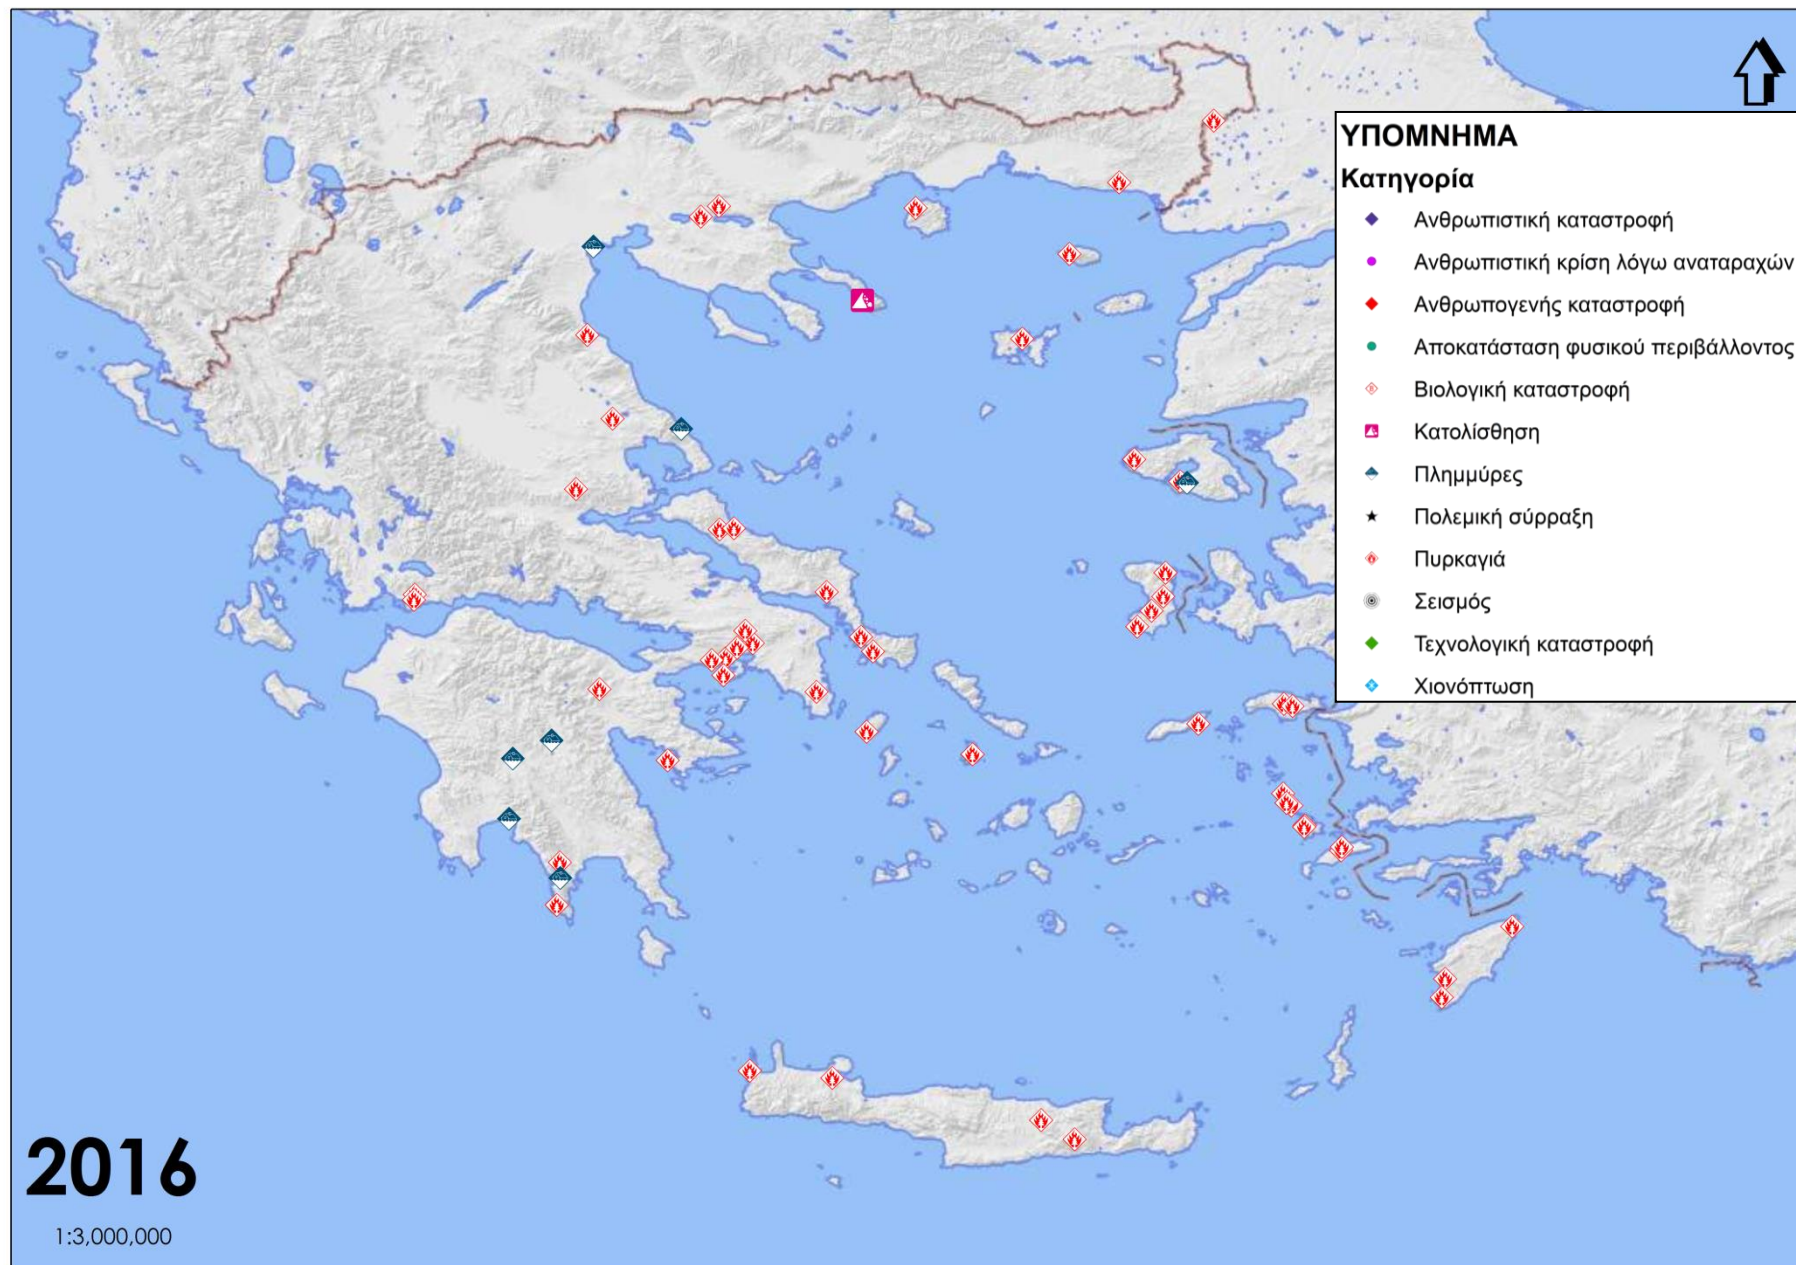 ΥΠΟΜΝΗΜΑ
Κατηγορία
Ανθρωπιστική καταστροφή
Ανθρωπιστική κρίση λόγω αναταραχών
Ανθρωπογενής καταστροφή
Αποκατάσταση φυσικού περιβάλλοντος
Βιολογική καταστροφή
Κατολίσθηση
Πλημμύρες
Πολεμική σύρραξη
Πυρκαγιά
Σεισμός
Τεχνολογική καταστροφή
Χιονόπτωση
2016
1:3,000,000